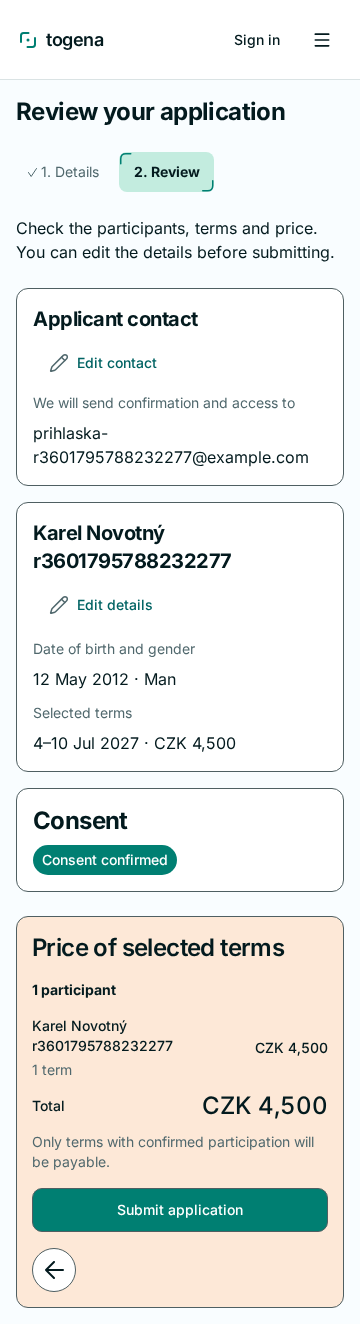 togena
Sign in
Review your application
1. Details
2. Review
Check the participants, terms and price.
You can edit the details before submitting.
Applicant contact
Edit contact
We will send confirmation and access to
prihlaska-
r3601795788232277@example.com
Karel Novotný
r3601795788232277
Edit details
Date of birth and gender
12 May 2012 · Man
Selected terms
4–10 Jul 2027 · CZK 4,500
Consent
Consent confirmed
Price of selected terms
1 participant
Karel Novotný
r3601795788232277
CZK 4,500
1 term
Total
CZK 4,500
Only terms with confirmed participation will
be payable.
Submit application